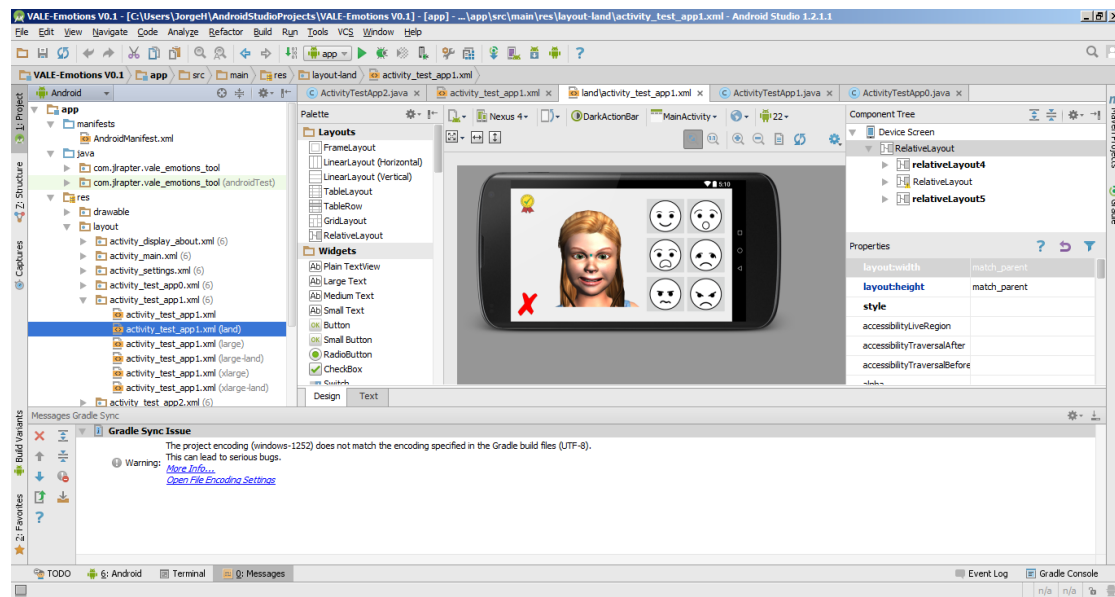 VALE-Emotions V0.1 - [C:\Users\JorgeH\AndroidStudioProjects\VALE-Emotions V0.1] - [app] - ...\app\src\main\res\layout-land\activity_test_app1.xml - Android Studio 1.2.1.1
File Edit View Navigate Code Analyze Refactor Build Run Tools VCS Window Help
app
VALE-Emotions V0.1 app src main res layout-land activity_test_app1.xml
Android
ActivityTestApp2.java activity_test_app1.xml land\activity_test_app1.xml ActivityTestApp1.java ActivityTestApp0.java
1: Project
Z: Structure
Captures
Build Variants
2: Favorites
app
manifests
AndroidManifest.xml
java
com.jlrapter.vale_emotions_tool
com.jlrapter.vale_emotions_tool (androidTest)
res
drawable
layout
activity_display_about.xml (6)
activity_main.xml (6)
activity_settings.xml (6)
activity_test_app0.xml (6)
activity_test_app1.xml (6)
activity_test_app1.xml
activity_test_app1.xml (land)
activity_test_app1.xml (large)
activity_test_app1.xml (large-land)
activity_test_app1.xml (xlarge)
activity_test_app1.xml (xlarge-land)
activity_test_app2.xml (6)
Palette
Layouts
FrameLayout
LinearLayout (Horizontal)
LinearLayout (Vertical)
TableLayout
TableRow
GridLayout
RelativeLayout
Widgets
Plain TextView
Large Text
Medium Text
Small Text
Button
Small Button
RadioButton
CheckBox
Switch
Nexus 4 DarkActionBar MainActivity 22
5:10
Design Text
Component Tree
Device Screen
RelativeLayout
relativeLayout4
RelativeLayout
relativeLayout5
Properties
layout:width match_parent
layout:height match_parent
style
accessibilityLiveRegion
accessibilityTraversalAfter
accessibilityTraversalBefore
alpha
Maven Projects
Gradle
Messages Gradle Sync
Gradle Sync Issue
Warning: The project encoding (windows-1252) does not match the encoding specified in the Gradle build files (UTF-8).
This can lead to serious bugs.
More Info...
Open File Encoding Settings
TODO 6: Android Terminal 0: Messages Event Log Gradle Console
n/a n/a